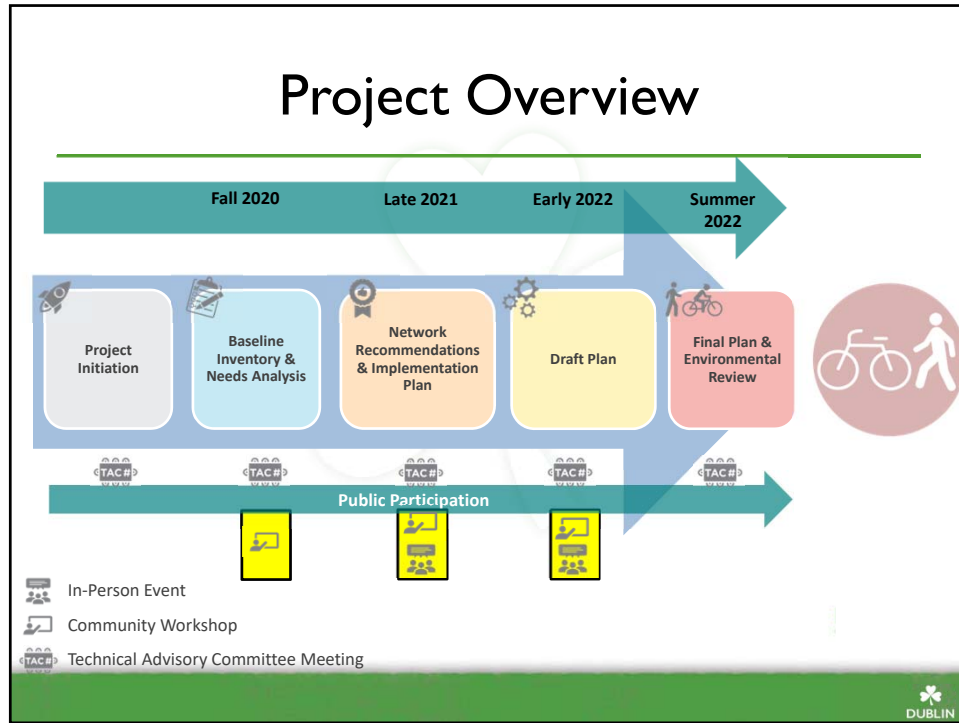 Project Overview
Fall 2020
Late 2021
Early 2022
Summer
2022
Project
Initiation
Baseline
Inventory &
Needs Analysis
Network
Recommendations
& Implementation
Plan
Draft Plan
Final Plan &
Environmental
Review
TAC#
TAC#
TAC#
TAC#
TAC#
Public Participation
In-Person Event
Community Workshop
TAC#
Technical Advisory Committee Meeting
DUBLIN